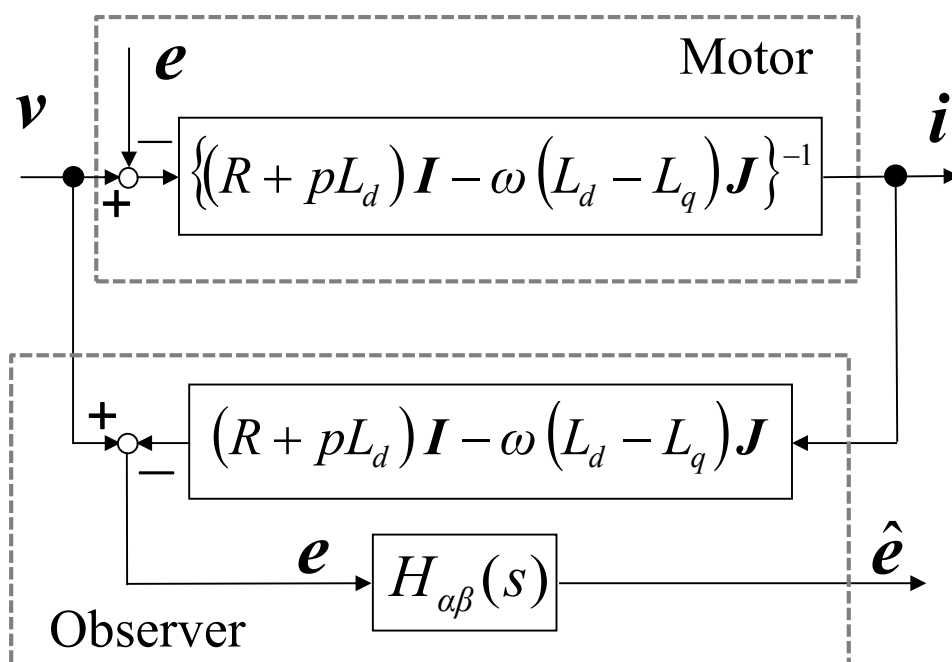 Motor
e
v
i
−
+
{(R + pL_d) I − ω(L_d − L_q) J}^{−1}
+
−
(R + pL_d) I − ω(L_d − L_q) J
e
H_{αβ}(s)
ê
Observer